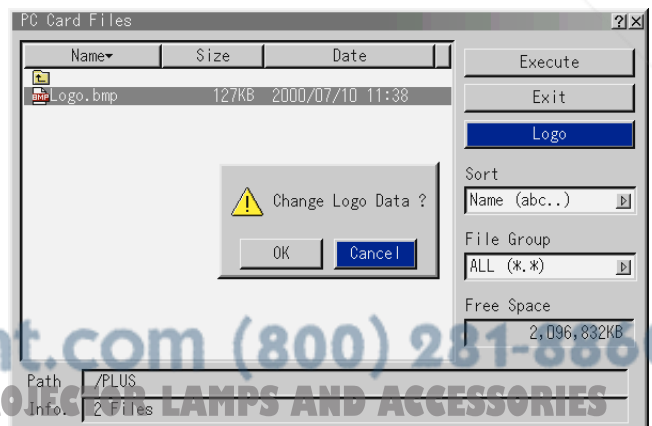 PC Card Files ? X
Name▾ Size Date
Logo.bmp 127KB 2000/07/10 11:38
Execute
Exit
Logo
Sort
Name (abc..)
File Group
ALL (*.*)
Free Space
2,096,832KB
Change Logo Data ?
OK Cancel
Path /PLUS
Info. 2 Files
.com (800) 281-
LAMPS AND ACCESSORIES